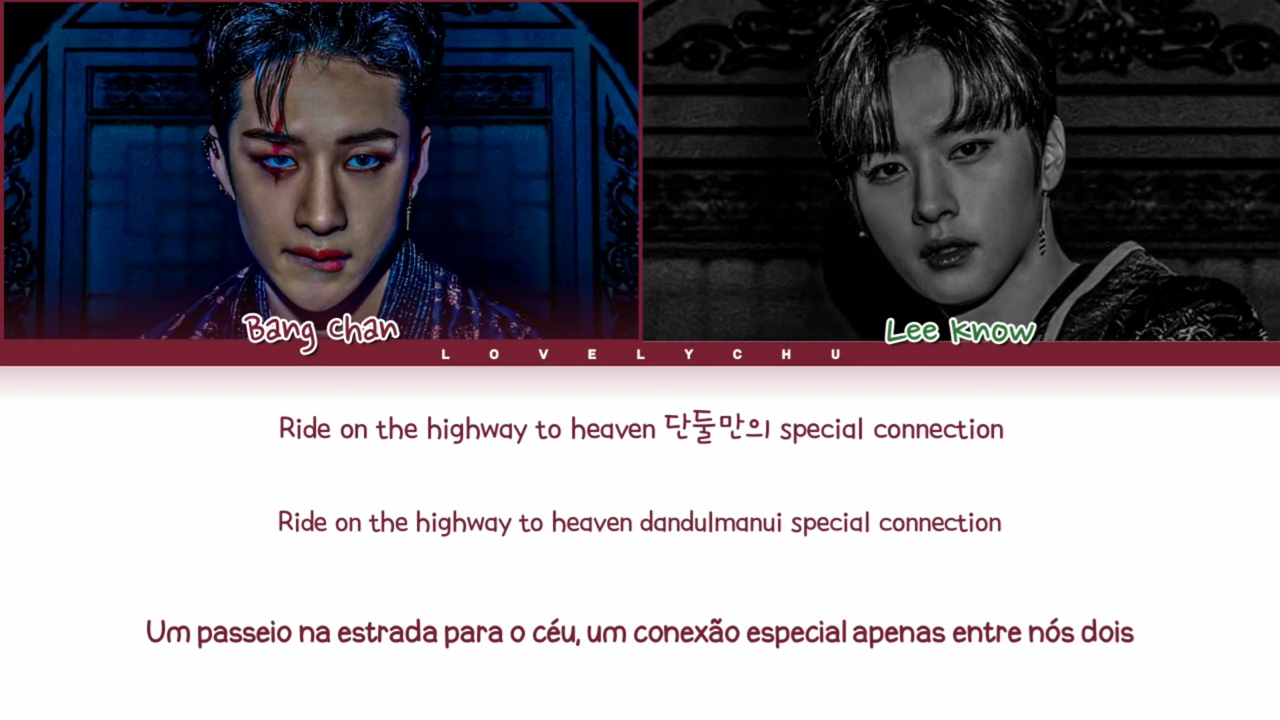 Bang Chan
Lee Know
LOVELYCHU
Ride on the highway to heaven 단둘만의 special connection
Ride on the highway to heaven dandulmanui special connection
Um passeio na estrada para o céu, um conexão especial apenas entre nós dois